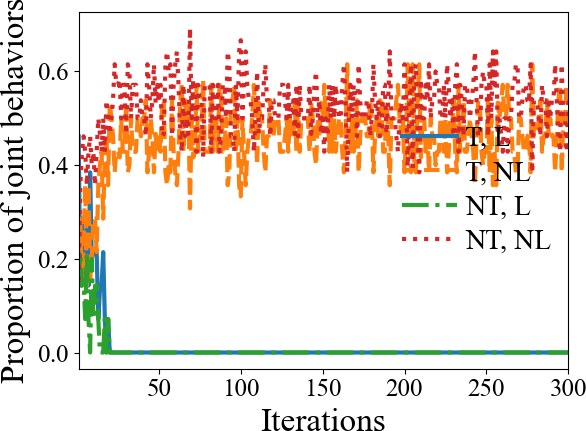 Proportion of joint behaviors
0.6
0.4
0.2
0.0
T, L
T, NL
NT, L
NT, NL
50
100
150
200
250
300
Iterations